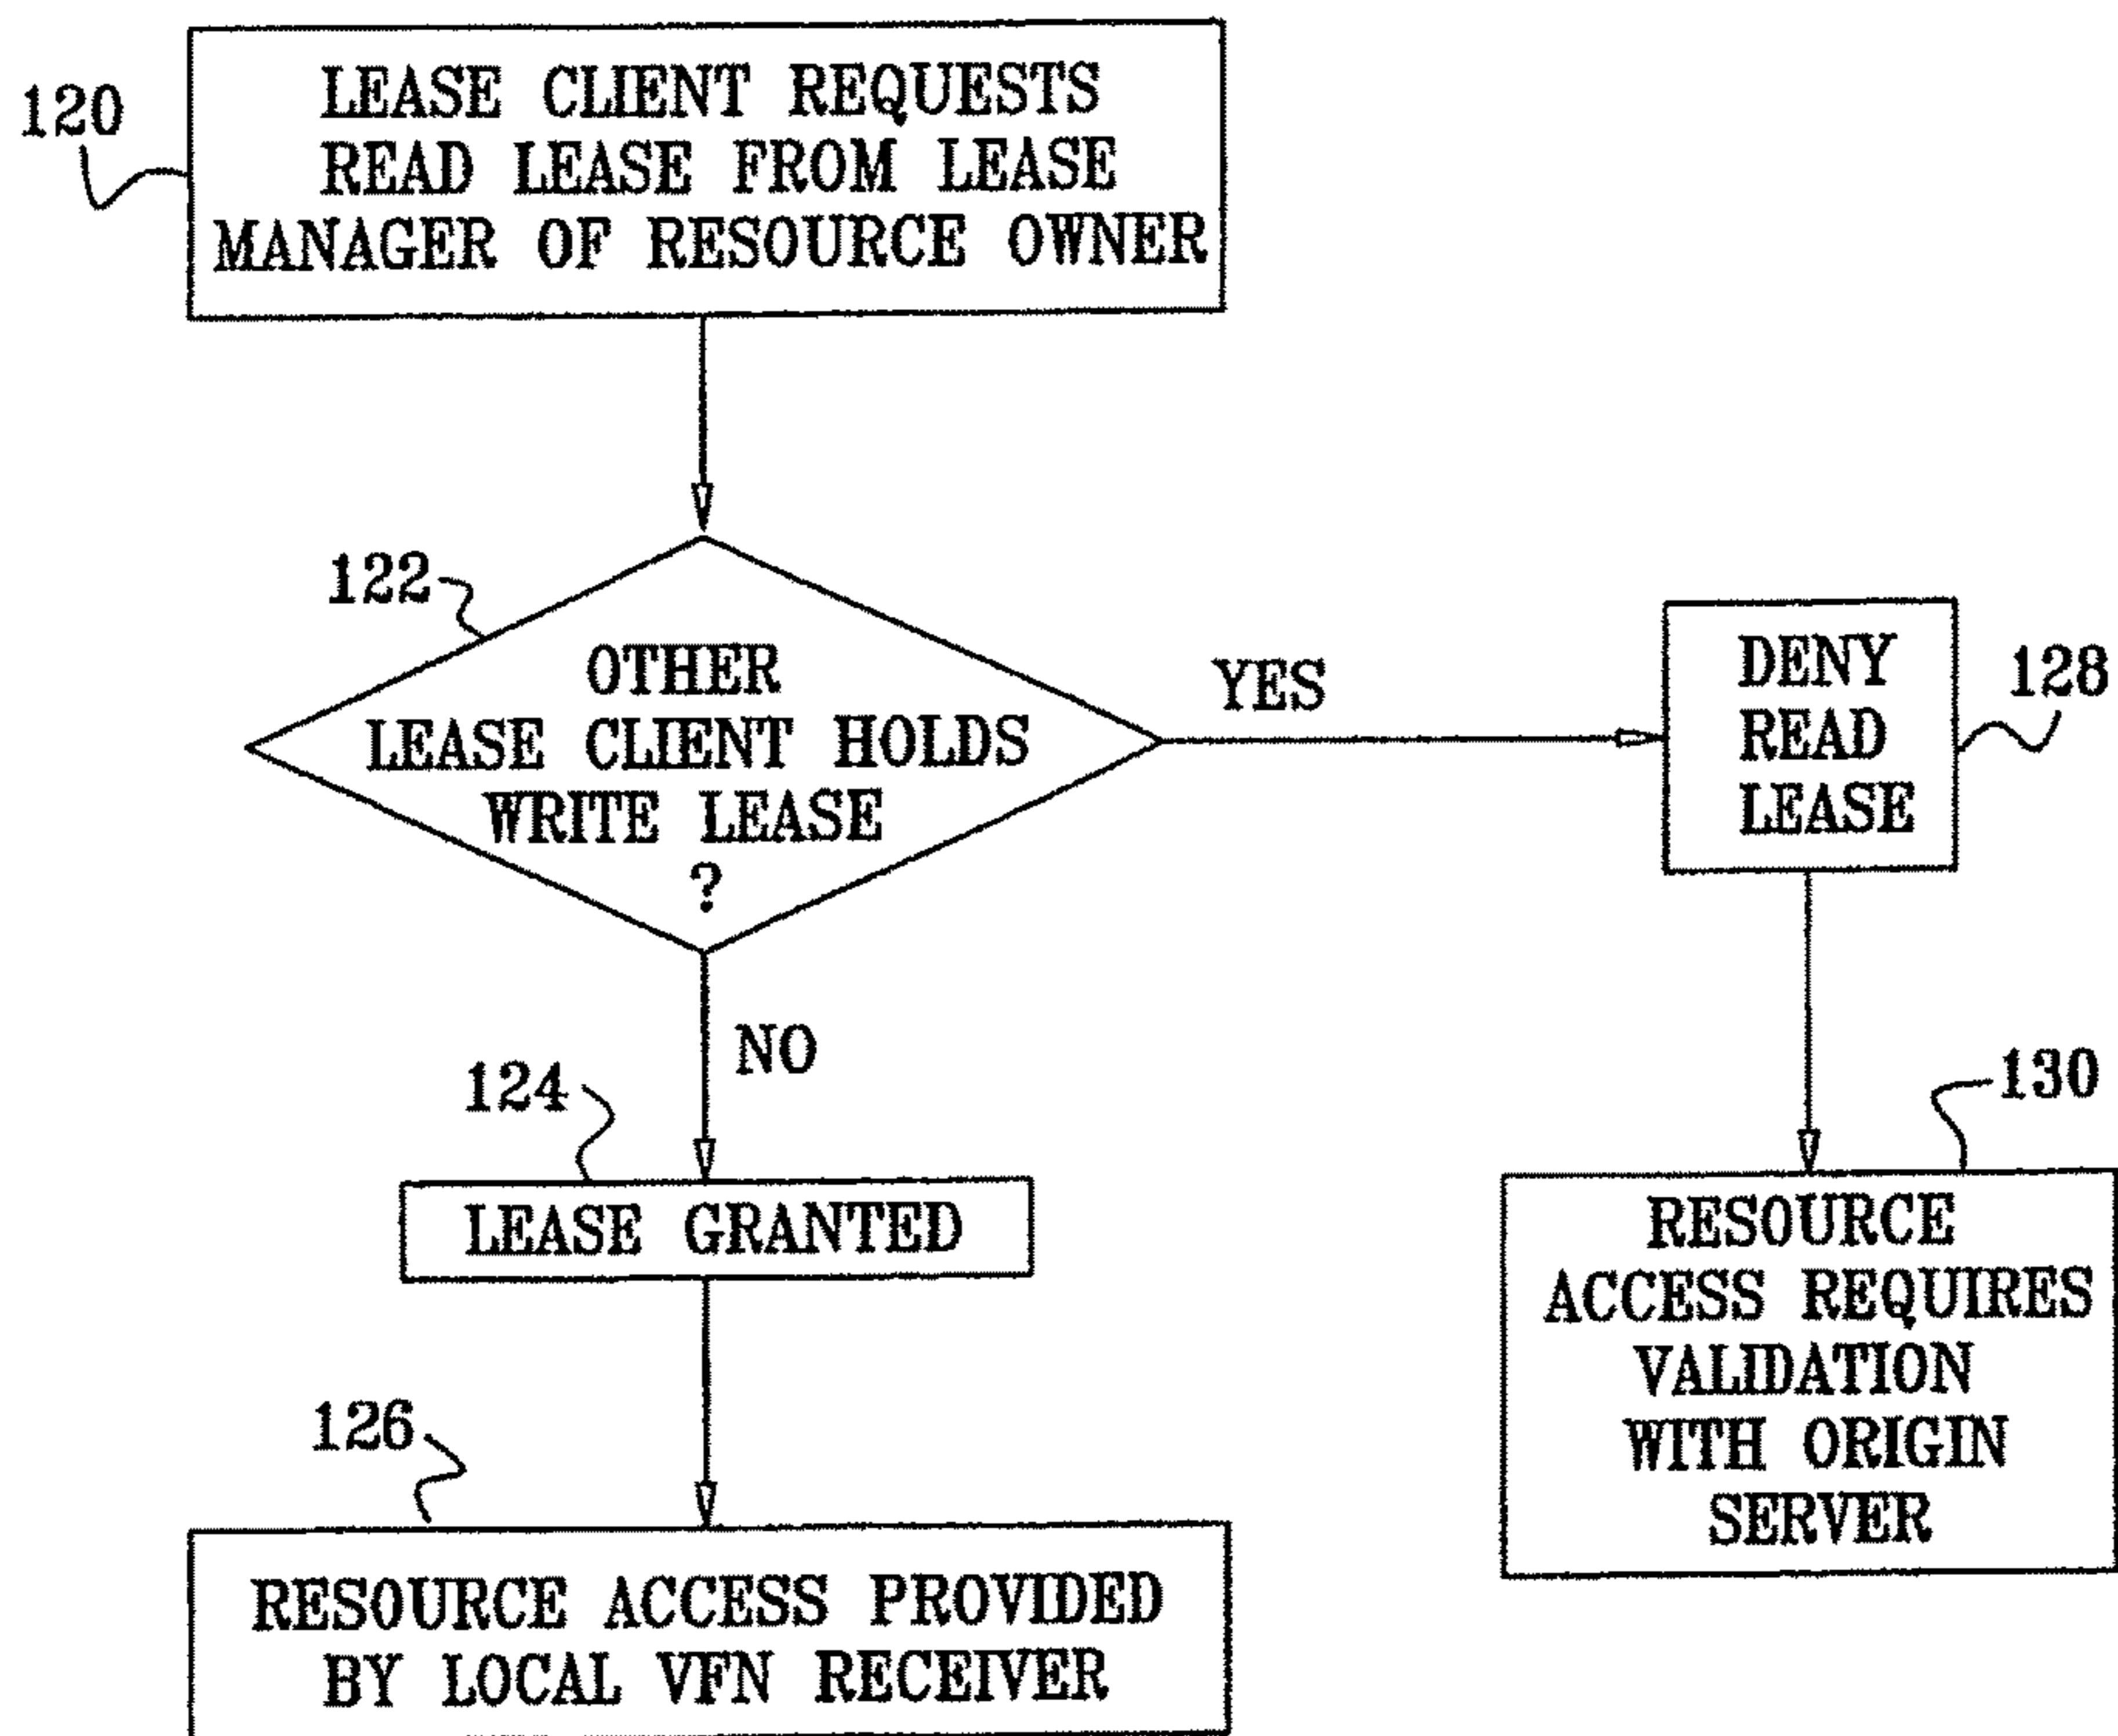 120
LEASE CLIENT REQUESTS
READ LEASE FROM LEASE
MANAGER OF RESOURCE OWNER
122
OTHER
LEASE CLIENT HOLDS
WRITE LEASE
?
YES
DENY
READ
LEASE
128
NO
124
LEASE GRANTED
130
RESOURCE
ACCESS REQUIRES
VALIDATION
WITH ORIGIN
SERVER
126
RESOURCE ACCESS PROVIDED
BY LOCAL VFN RECEIVER